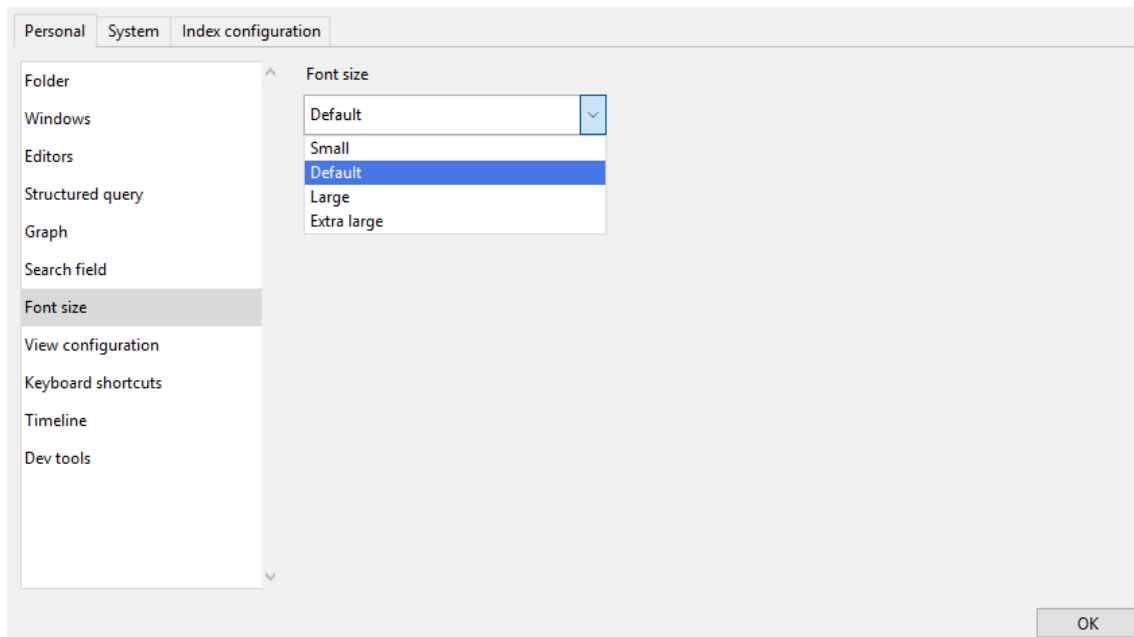 Personal System Index configuration
Folder
Windows
Editors
Structured query
Graph
Search field
Font size
View configuration
Keyboard shortcuts
Timeline
Dev tools
Font size
Default
Small
Default
Large
Extra large
OK